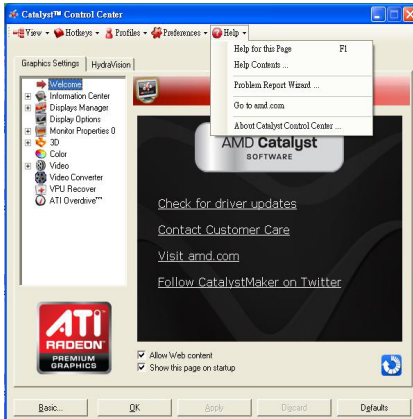 Catalyst™ Control Center
View Hotkeys Profiles Preferences Help
Help for this Page F1
Help Contents ...
Problem Report Wizard ...
Go to amd.com
About Catalyst Control Center ...
Graphics Settings HydraVision
Welcome
Information Center
Displays Manager
Display Options
Monitor Properties 0
3D
Color
Video
Video Converter
VPU Recover
ATI Overdrive™
AMD Catalyst
SOFTWARE
Check for driver updates
Contact Customer Care
Visit amd.com
Follow CatalystMaker on Twitter
ATI
RADEON
PREMIUM
GRAPHICS
Allow Web content
Show this page on startup
Basic... OK Apply Discard Defaults